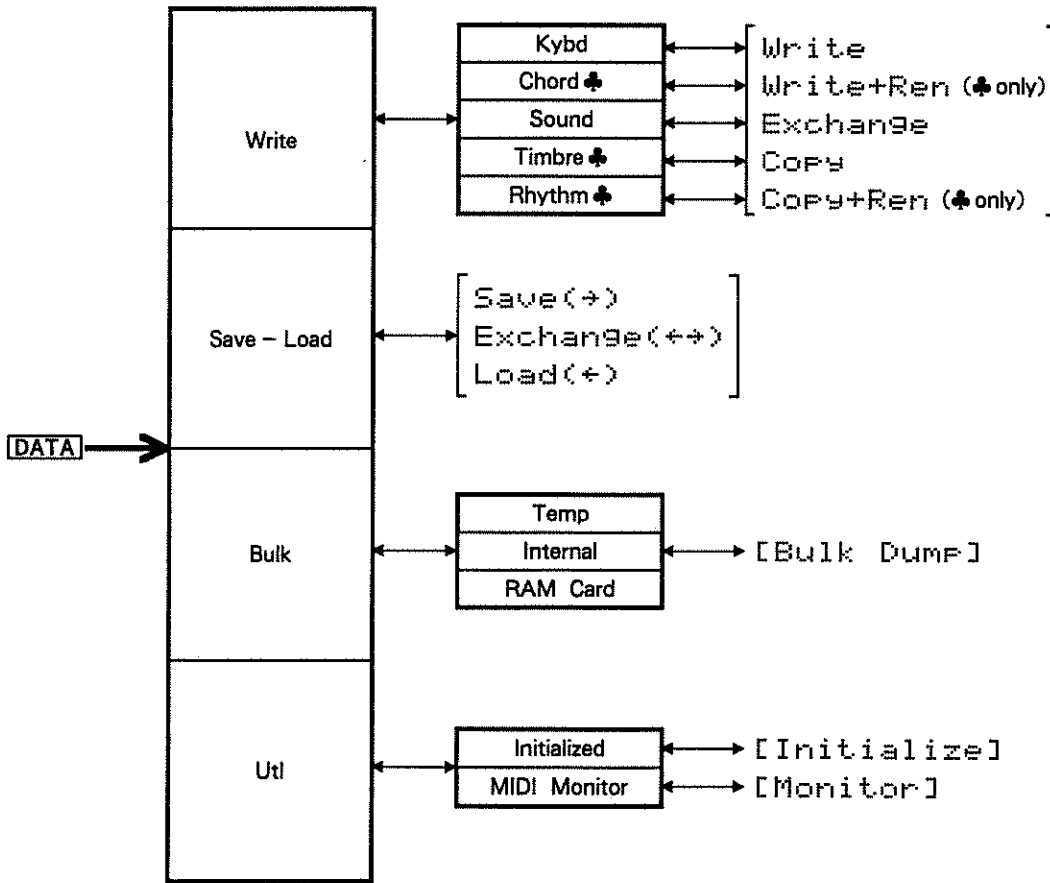 Write
Kybd
Chord ♣
Sound
Timbre ♣
Rhythm ♣
Write
Write+Ren (♣ only)
Exchange
Copy
Copy+Ren (♣ only)
Save – Load
Save(→)
Exchange(←→)
Load(←)
DATA
Bulk
Temp
Internal
RAM Card
[Bulk Dump]
Utl
Initialized
MIDI Monitor
[Initialize]
[Monitor]